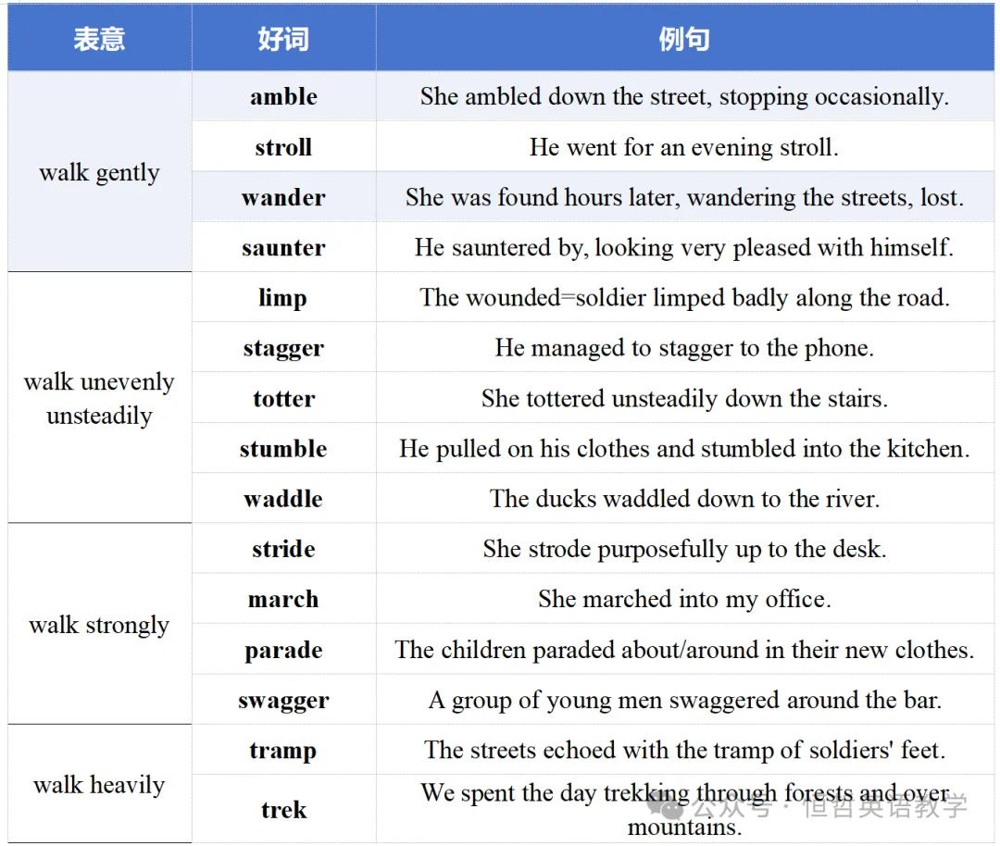 表意 好词 例句
walk gently
amble She ambled down the street, stopping occasionally.
stroll He went for an evening stroll.
wander She was found hours later, wandering the streets, lost.
saunter He sauntered by, looking very pleased with himself.
walk unevenly
unsteadily
limp The wounded=soldier limped badly along the road.
stagger He managed to stagger to the phone.
totter She tottered unsteadily down the stairs.
stumble He pulled on his clothes and stumbled into the kitchen.
waddle The ducks waddled down to the river.
walk strongly
stride She strode purposefully up to the desk.
march She marched into my office.
parade The children paraded about/around in their new clothes.
swagger A group of young men swaggered around the bar.
walk heavily
tramp The streets echoed with the tramp of soldiers' feet.
trek We spent the day trekking through forests and over
mountains.
公众号 · 恒哲英语教学